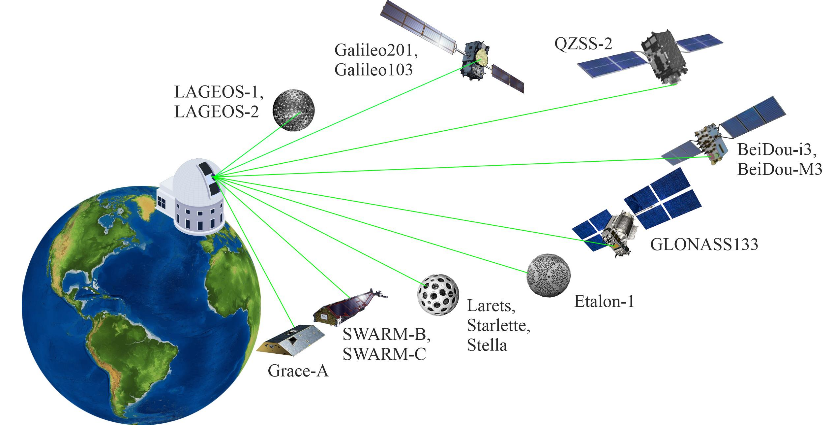 Galileo201,
Galileo103
QZSS-2
LAGEOS-1,
LAGEOS-2
BeiDou-i3,
BeiDou-M3
GLONASS133
Etalon-1
Larets,
Starlette,
Stella
SWARM-B,
SWARM-C
Grace-A